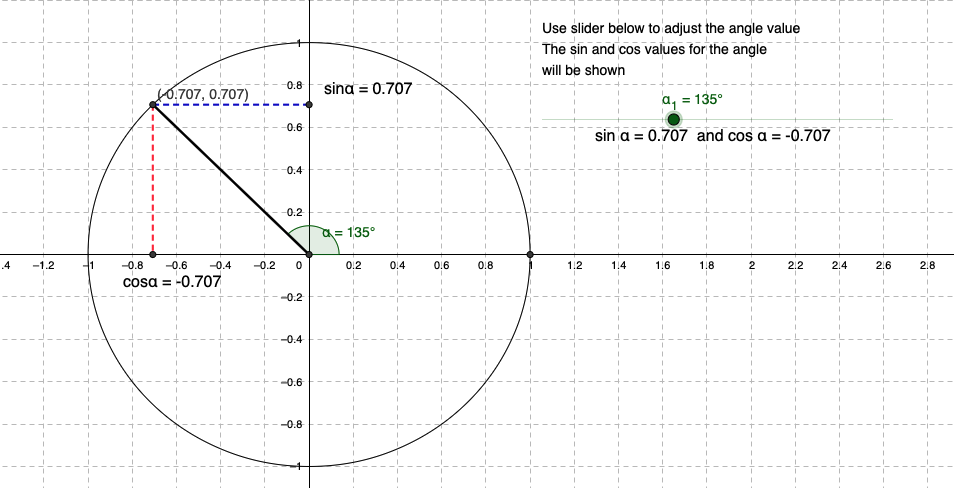 Use slider below to adjust the angle value
The sin and cos values for the angle
will be shown
α₁ = 135°
sin α = 0.707 and cos α = -0.707
1
0.8
0.6
0.4
0.2
(-0.707, 0.707)
sinα = 0.707
α = 135°
.4 −1.2 −1 −0.8 −0.6 −0.4 −0.2 0 0.2 0.4 0.6 0.8 1 1.2 1.4 1.6 1.8 2 2.2 2.4 2.6 2.8
cosα = -0.707
−0.2
−0.4
−0.6
−0.8
−1